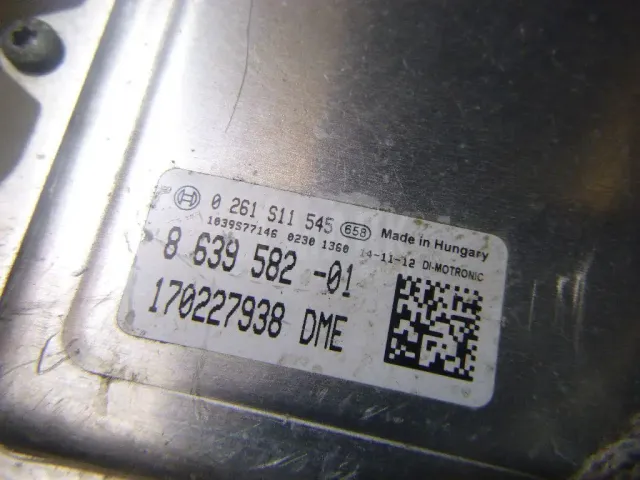 0 261 S11 545 658 Made in Hungary
1039S77146 0230 1360 14-11-12 DI-MOTRONIC
8 639 582 -01
170227938 DME